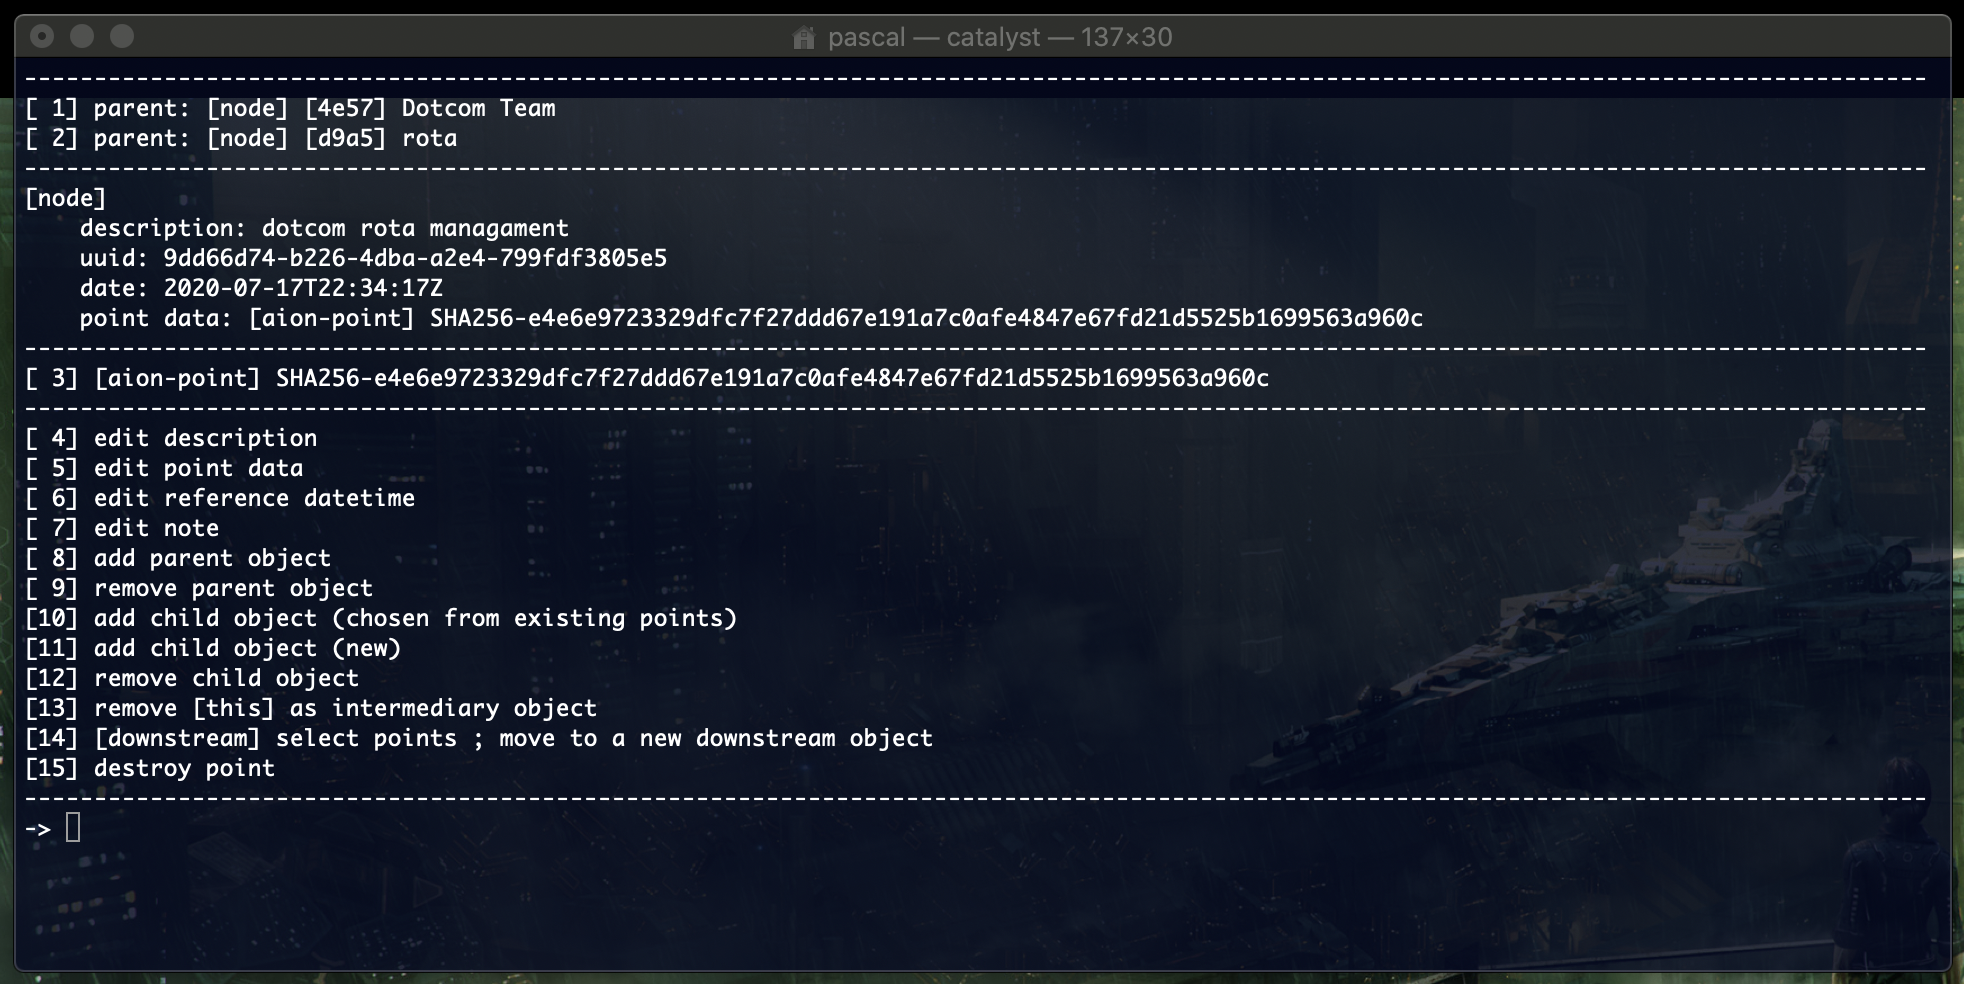 pascal — catalyst — 137×30
-----------------------------------------------------------------------------------------------------------------------------------------
[ 1] parent: [node] [4e57] Dotcom Team
[ 2] parent: [node] [d9a5] rota
-----------------------------------------------------------------------------------------------------------------------------------------
[node]
    description: dotcom rota managament
    uuid: 9dd66d74-b226-4dba-a2e4-799fdf3805e5
    date: 2020-07-17T22:34:17Z
    point data: [aion-point] SHA256-e4e6e9723329dfc7f27ddd67e191a7c0afe4847e67fd21d5525b1699563a960c
-----------------------------------------------------------------------------------------------------------------------------------------
[ 3] [aion-point] SHA256-e4e6e9723329dfc7f27ddd67e191a7c0afe4847e67fd21d5525b1699563a960c
-----------------------------------------------------------------------------------------------------------------------------------------
[ 4] edit description
[ 5] edit point data
[ 6] edit reference datetime
[ 7] edit note
[ 8] add parent object
[ 9] remove parent object
[10] add child object (chosen from existing points)
[11] add child object (new)
[12] remove child object
[13] remove [this] as intermediary object
[14] [downstream] select points ; move to a new downstream object
[15] destroy point
-----------------------------------------------------------------------------------------------------------------------------------------
->